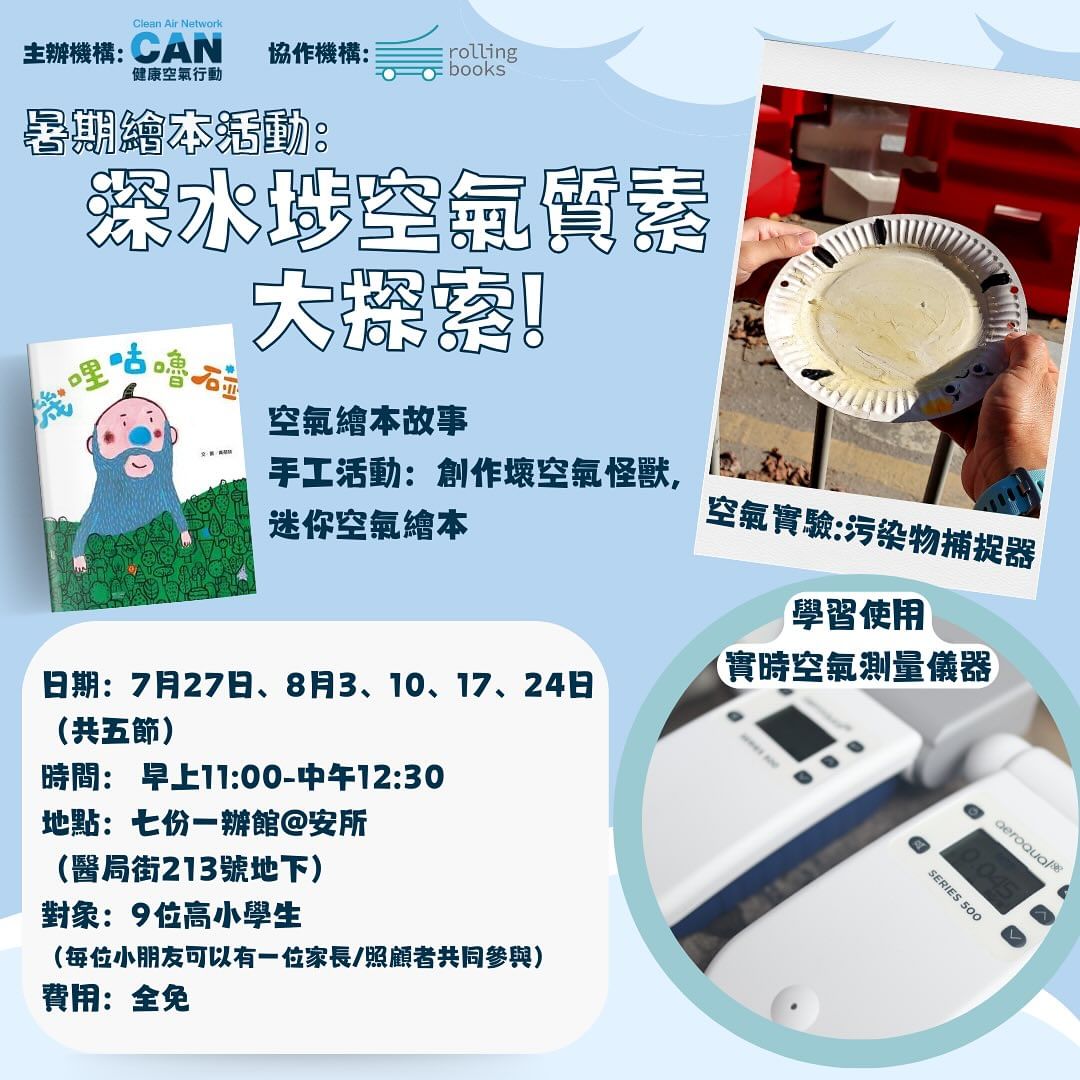 Clean Air Network
主辦機構: CAN
健康空氣行動
協作機構: rolling books
暑期繪本活動:
深水埗空氣質素
大探索!
嘰哩咕嚕碰
空氣繪本故事
手工活動: 創作壞空氣怪獸,
迷你空氣繪本
空氣實驗:污染物捕捉器
學習使用
實時空氣測量儀器
aeroqual
SERIES 500
0.045
aeroqual
SERIES 500
日期: 7月27日、8月3、10、17、24日
（共五節）
時間: 早上11:00-中午12:30
地點: 七份一辦館@安所
（醫局街213號地下）
對象: 9位高小學生
（每位小朋友可以有一位家長/照顧者共同參與）
費用: 全免